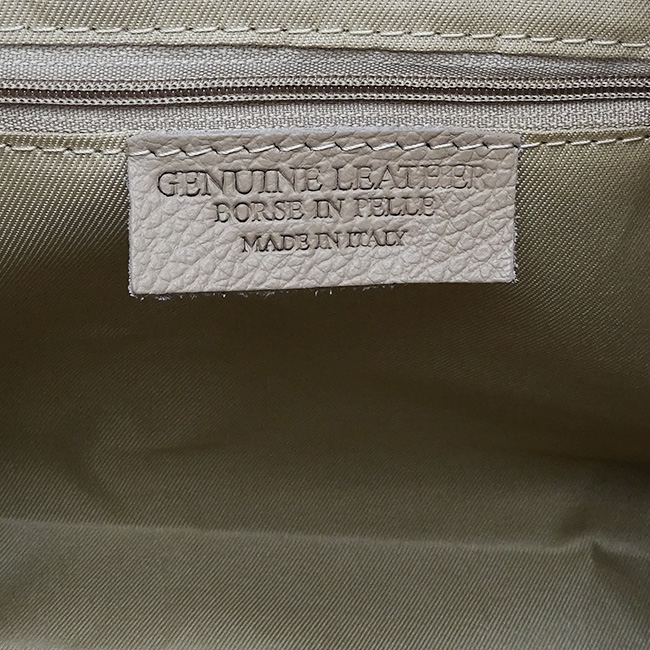 GENUINE LEATHER
BORSE IN PELLE
MADE IN ITALY